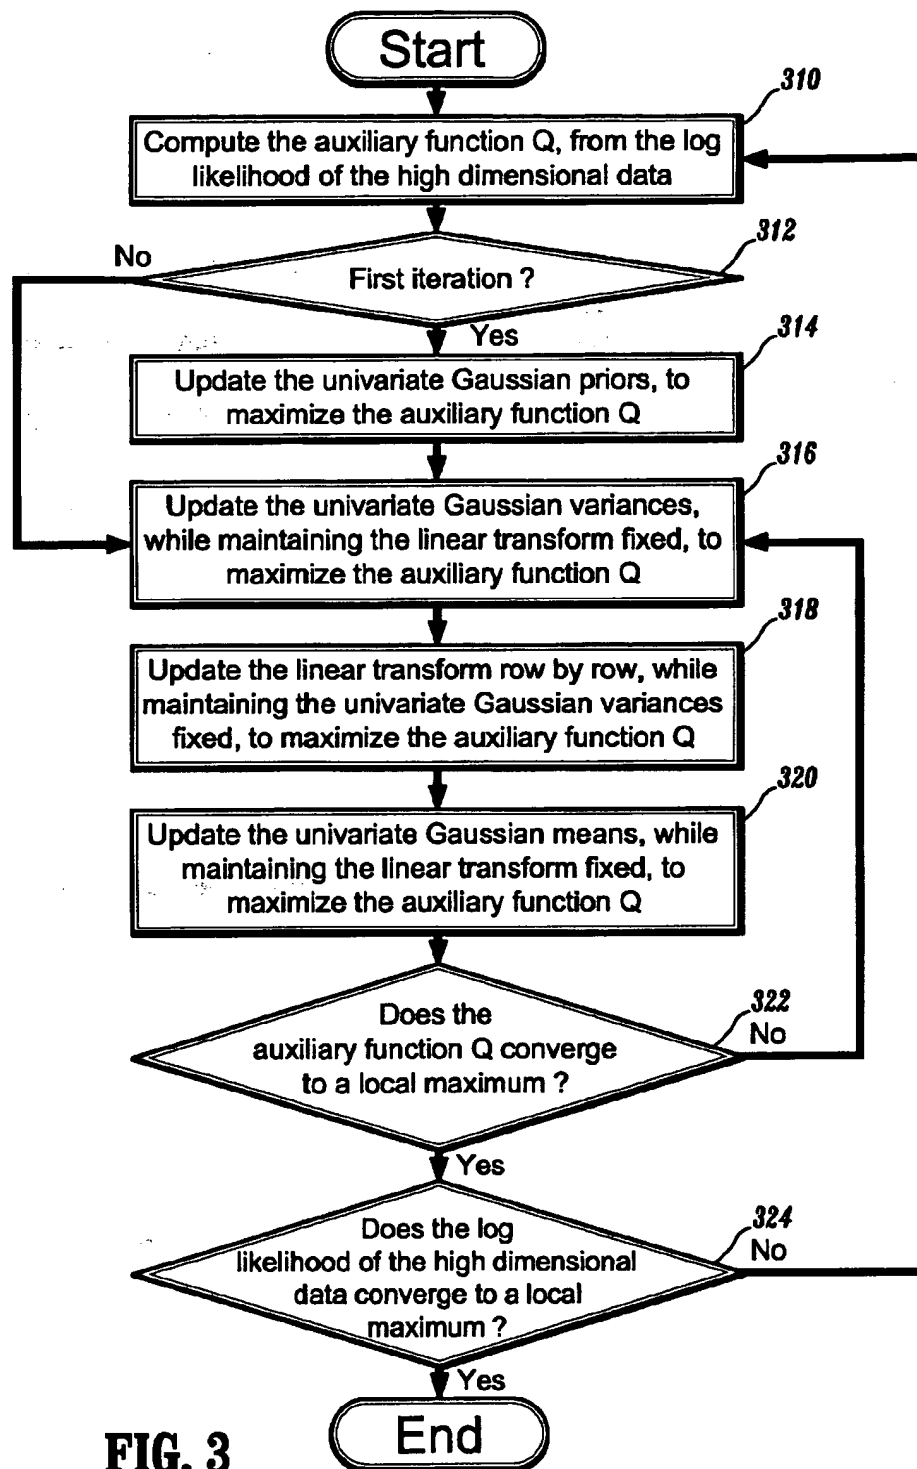 Start
310
Compute the auxiliary function Q, from the log
likelihood of the high dimensional data
312
No
First iteration ?
Yes
314
Update the univariate Gaussian priors, to
maximize the auxiliary function Q
316
Update the univariate Gaussian variances,
while maintaining the linear transform fixed, to
maximize the auxiliary function Q
318
Update the linear transform row by row, while
maintaining the univariate Gaussian variances
fixed, to maximize the auxiliary function Q
320
Update the univariate Gaussian means, while
maintaining the linear transform fixed, to
maximize the auxiliary function Q
322
No
Does the
auxiliary function Q converge
to a local maximum ?
Yes
324
No
Does the log
likelihood of the high dimensional
data converge to a local
maximum ?
Yes
End
FIG. 3